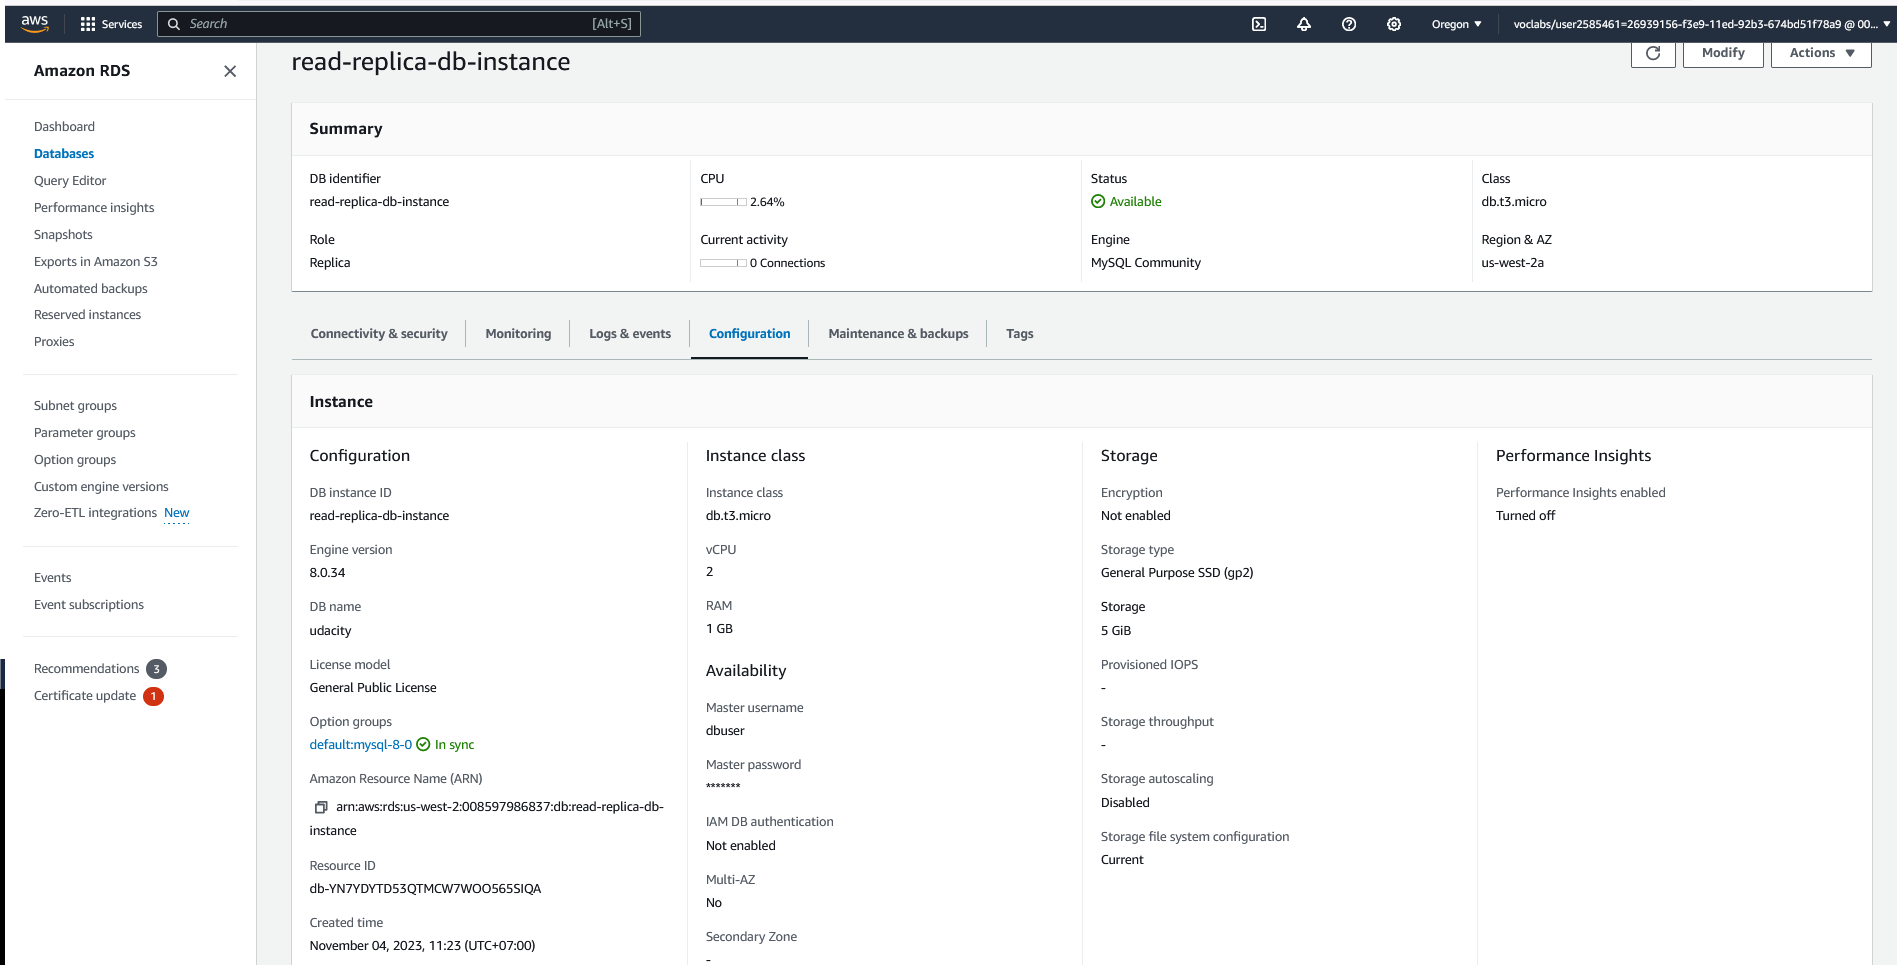 aws
Services
Search
[Alt+S]
Oregon
voclabs/user2585461=26939156-f3e9-11ed-92b3-674bd51f78a9 @ 00...
Amazon RDS
Dashboard
Databases
Query Editor
Performance insights
Snapshots
Exports in Amazon S3
Automated backups
Reserved instances
Proxies
Subnet groups
Parameter groups
Option groups
Custom engine versions
Zero-ETL integrations New
Events
Event subscriptions
Recommendations 3
Certificate update 1
read-replica-db-instance
Modify
Actions
Summary
DB identifier
read-replica-db-instance
Role
Replica
CPU
2.64%
Current activity
0 Connections
Status
Available
Engine
MySQL Community
Class
db.t3.micro
Region & AZ
us-west-2a
Connectivity & security
Monitoring
Logs & events
Configuration
Maintenance & backups
Tags
Instance
Configuration
DB instance ID
read-replica-db-instance
Engine version
8.0.34
DB name
udacity
License model
General Public License
Option groups
default:mysql-8-0 In sync
Amazon Resource Name (ARN)
arn:aws:rds:us-west-2:008597986837:db:read-replica-db-
instance
Resource ID
db-YN7YDYTD53QTMCW7WOO565SIQA
Created time
November 04, 2023, 11:23 (UTC+07:00)
Instance class
Instance class
db.t3.micro
vCPU
2
RAM
1 GB
Availability
Master username
dbuser
Master password
*******
IAM DB authentication
Not enabled
Multi-AZ
No
Secondary Zone
-
Storage
Encryption
Not enabled
Storage type
General Purpose SSD (gp2)
Storage
5 GiB
Provisioned IOPS
-
Storage throughput
-
Storage autoscaling
Disabled
Storage file system configuration
Current
Performance Insights
Performance Insights enabled
Turned off